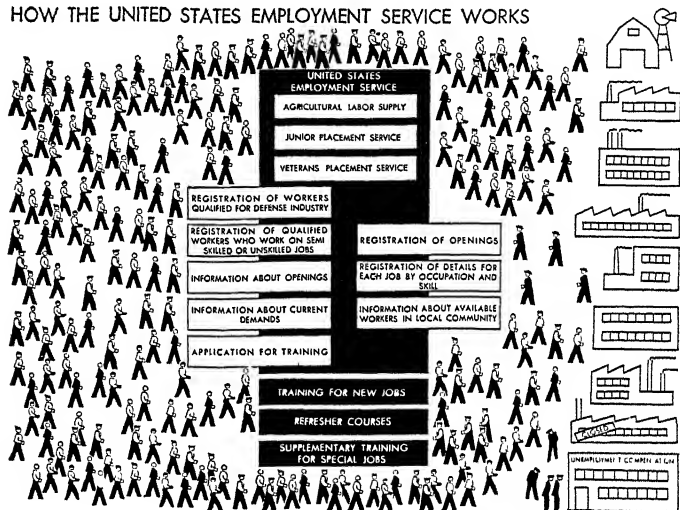 HOW THE UNITED STATES EMPLOYMENT SERVICE WORKS
UNITED STATES
EMPLOYMENT SERVICE
AGRICULTURAL LABOR SUPPLY
JUNIOR PLACEMENT SERVICE
VETERANS PLACEMENT SERVICE
REGISTRATION OF WORKERS
QUALIFIED FOR DEFENSE INDUSTRY
REGISTRATION OF QUALIFIED
WORKERS WHO WORK ON SEMI
SKILLED OR UNSKILLED JOBS
INFORMATION ABOUT OPENINGS
INFORMATION ABOUT CURRENT
DEMANDS
APPLICATION FOR TRAINING
REGISTRATION OF OPENINGS
REGISTRATION OF DETAILS FOR
EACH JOB BY OCCUPATION AND
SKILL
INFORMATION ABOUT AVAILABLE
WORKERS IN LOCAL COMMUNITY
TRAINING FOR NEW JOBS
REFRESHER COURSES
SUPPLEMENTARY TRAINING
FOR SPECIAL JOBS
CLOSED
UNEMPLOYMENT COMPENSATION